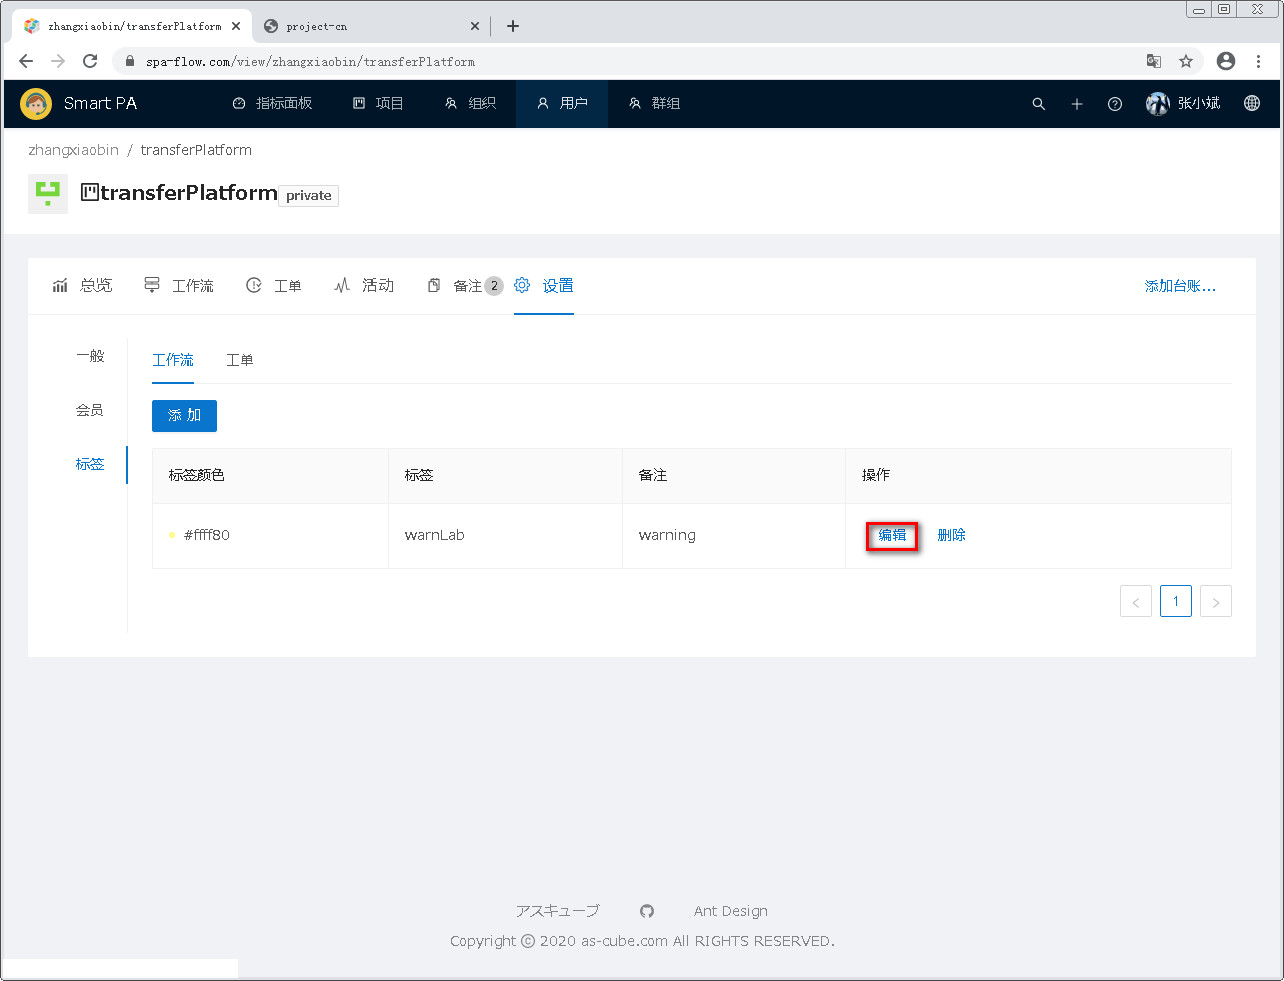 zhangxiaobin/transferPlatform
project-cn
spa-flow.com/view/zhangxiaobin/transferPlatform
Smart PA 指标面板 项目 组织 用户 群组 张小斌
zhangxiaobin / transferPlatform
transferPlatform private
总览 工作流 工单 活动 备注 2 设置 添加台账...
一般
会员
标签
工作流 工单
添 加
标签颜色 标签 备注 操作
#ffff80 warnLab warning 编辑 删除
< 1 >
アスキューブ Ant Design
Copyright © 2020 as-cube.com All RIGHTS RESERVED.